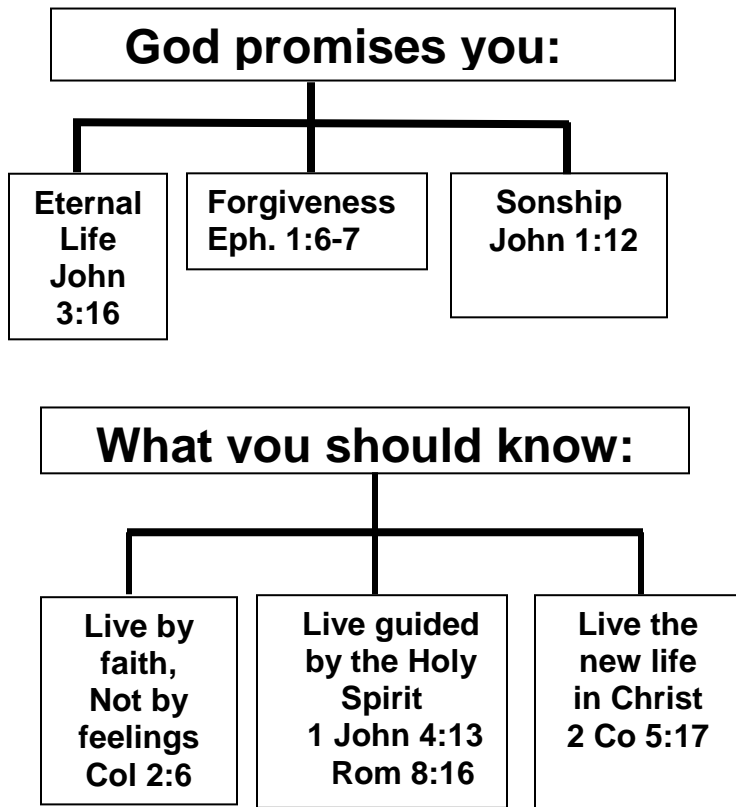 God promises you:
Eternal
Life
John
3:16
Forgiveness
Eph. 1:6-7
Sonship
John 1:12
What you should know:
Live by
faith,
Not by
feelings
Col 2:6
Live guided
by the Holy
Spirit
1 John 4:13
Rom 8:16
Live the
new life
in Christ
2 Co 5:17